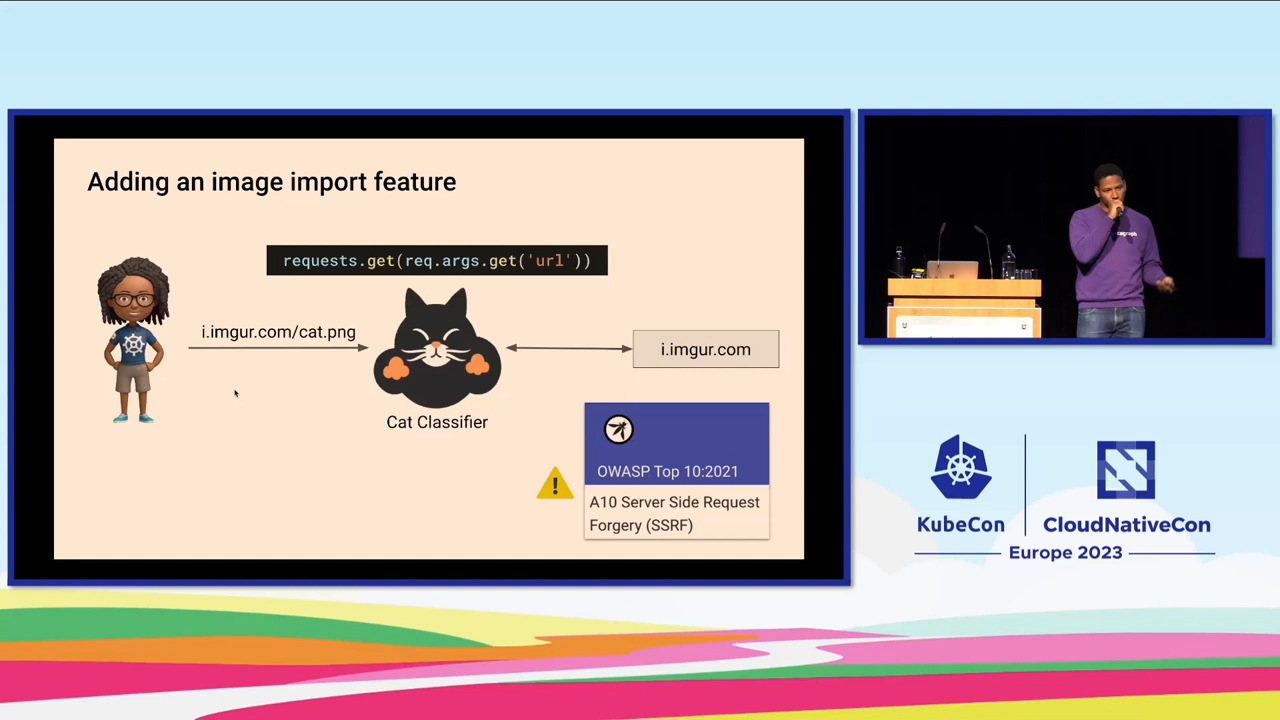 Adding an image import feature
requests.get(req.args.get('url'))
i.imgur.com/cat.png
i.imgur.com
Cat Classifier
OWASP Top 10:2021
A10 Server Side Request
Forgery (SSRF)
KubeCon
CloudNativeCon
Europe 2023